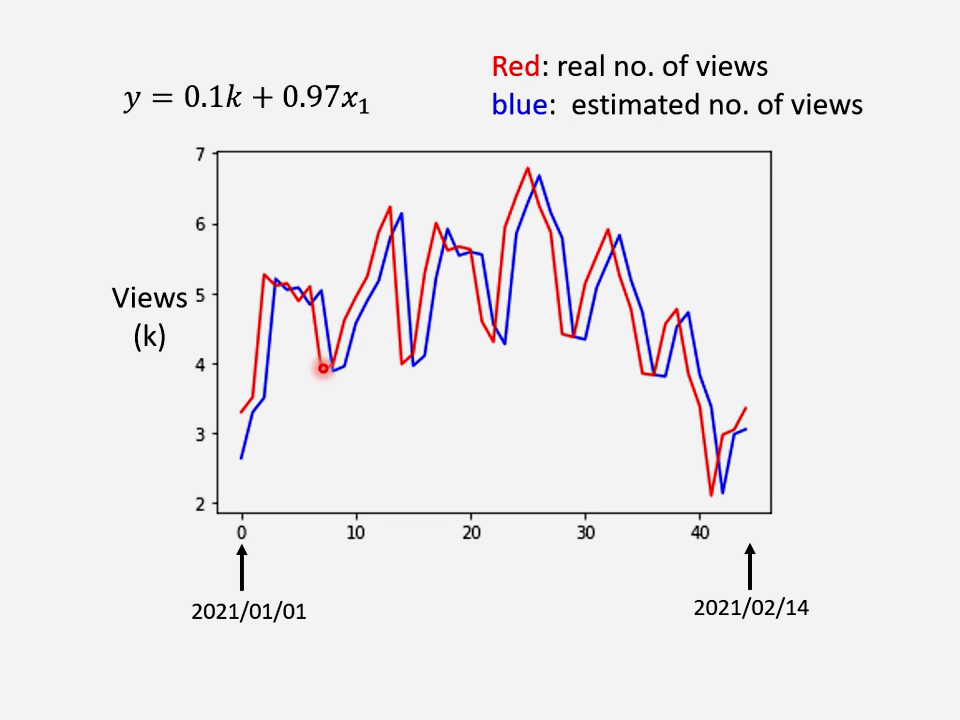 y = 0.1k + 0.97x₁
Red: real no. of views
blue: estimated no. of views
Views
(k)
7
6
5
4
3
2
0 10 20 30 40
2021/01/01
2021/02/14